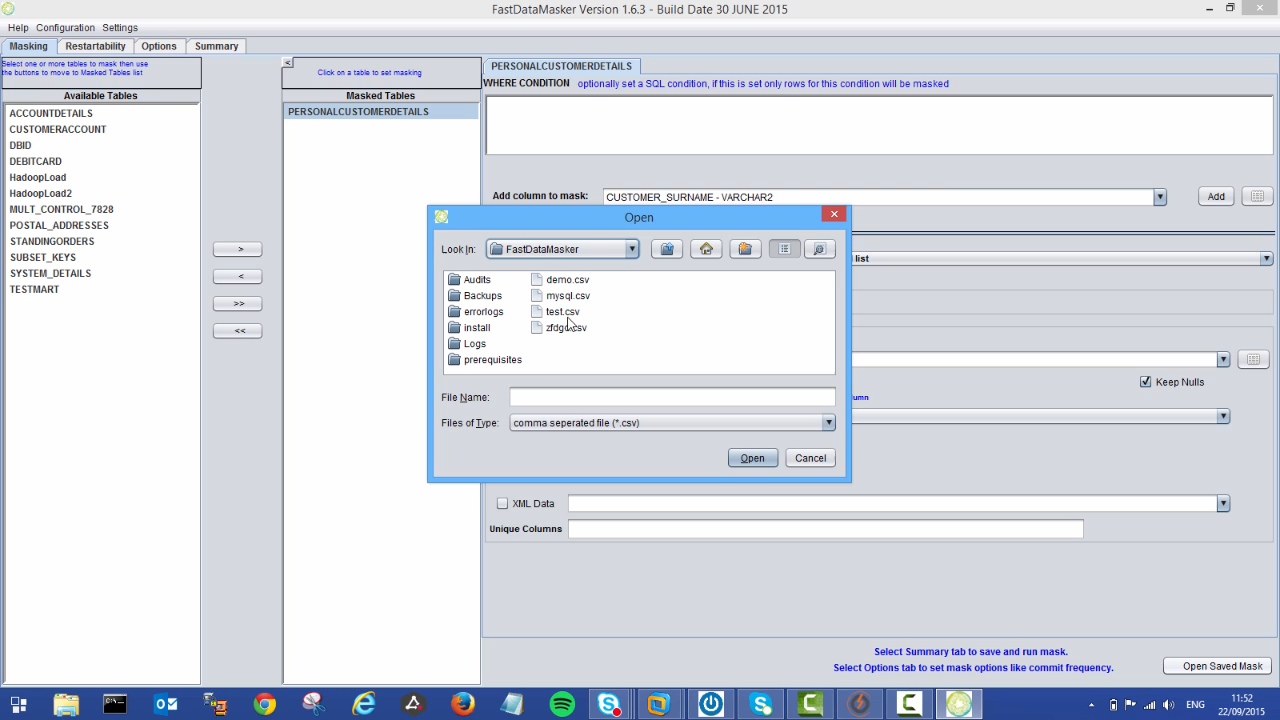 FastDataMasker Version 1.6.3 - Build Date 30 JUNE 2015
Help Configuration Settings
Masking Restartability Options Summary
Select one or more tables to mask then use
the buttons to move to Masked Tables list
Available Tables
ACCOUNTDETAILS
CUSTOMERACCOUNT
DBID
DEBITCARD
HadoopLoad
HadoopLoad2
MULT_CONTROL_7828
POSTAL_ADDRESSES
STANDINGORDERS
SUBSET_KEYS
SYSTEM_DETAILS
TESTMART
>
<
>>
<<
<
Click on a table to set masking
Masked Tables
PERSONALCUSTOMERDETAILS
PERSONALCUSTOMERDETAILS
WHERE CONDITION optionally set a SQL condition, if this is set only rows for this condition will be masked
Add column to mask: CUSTOMER_SURNAME - VARCHAR2 Add
list
Keep Nulls
XML Data
Unique Columns
Select Summary tab to save and run mask.
Select Options tab to set mask options like commit frequency.
Open Saved Mask
Open
Look In: FastDataMasker
Audits
Backups
errorlogs
install
Logs
prerequisites
demo.csv
mysql.csv
test.csv
File Name:
Files of Type: comma seperated file (*.csv)
Open Cancel
ENG
11:52
22/09/2015